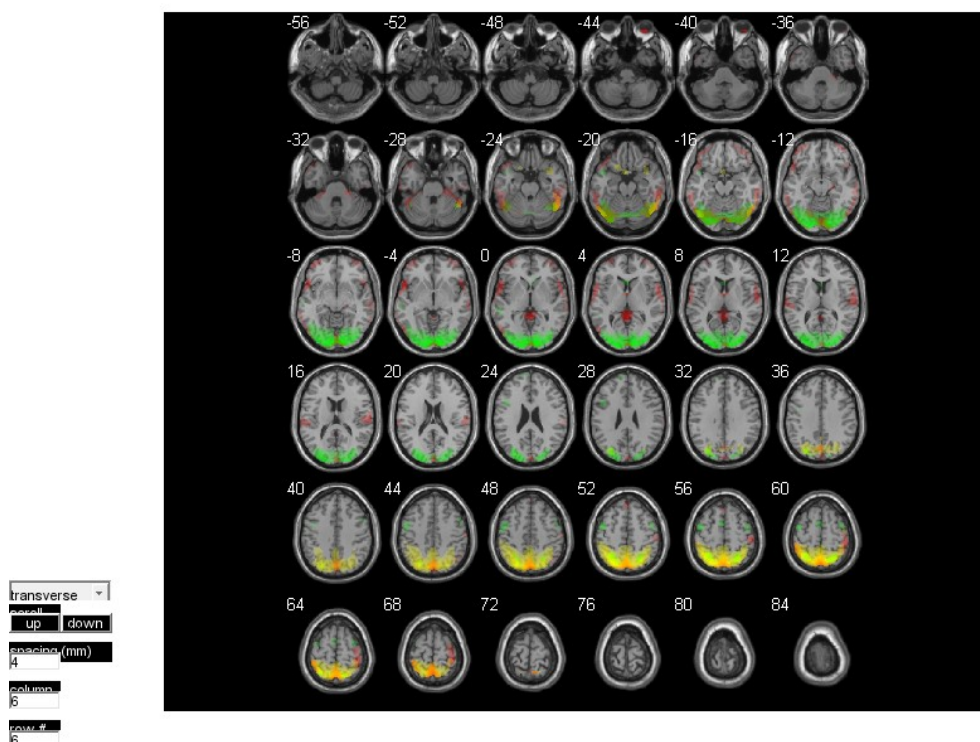 -56 -52 -48 -44 -40 -36
-32 -28 -24 -20 -16 -12
-8 -4 0 4 8 12
16 20 24 28 32 36
40 44 48 52 56 60
64 68 72 76 80 84
transverse
scroll
up down
spacing (mm)
4
column
6
row #
6